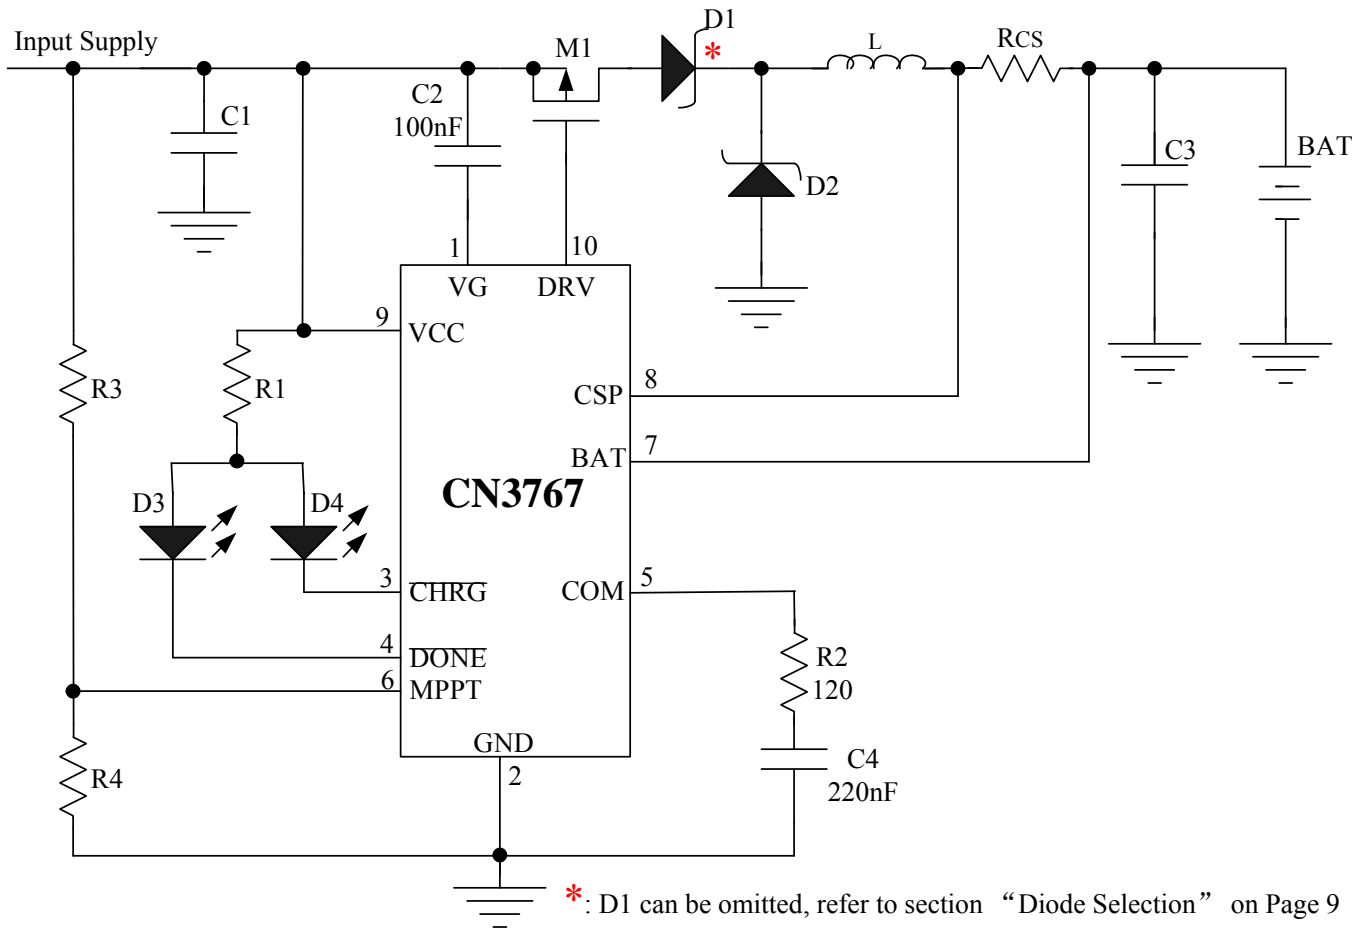 Input Supply
D1
*
M1
L
RCS
C2
100nF
C1
C3
BAT
D2
1
10
VG
DRV
9
VCC
R3
R1
8
CSP
7
BAT
CN3767
D3
D4
3
CHRG
5
COM
4
DONE
6
MPPT
R2
120
GND
2
R4
C4
220nF
*: D1 can be omitted, refer to section “Diode Selection” on Page 9